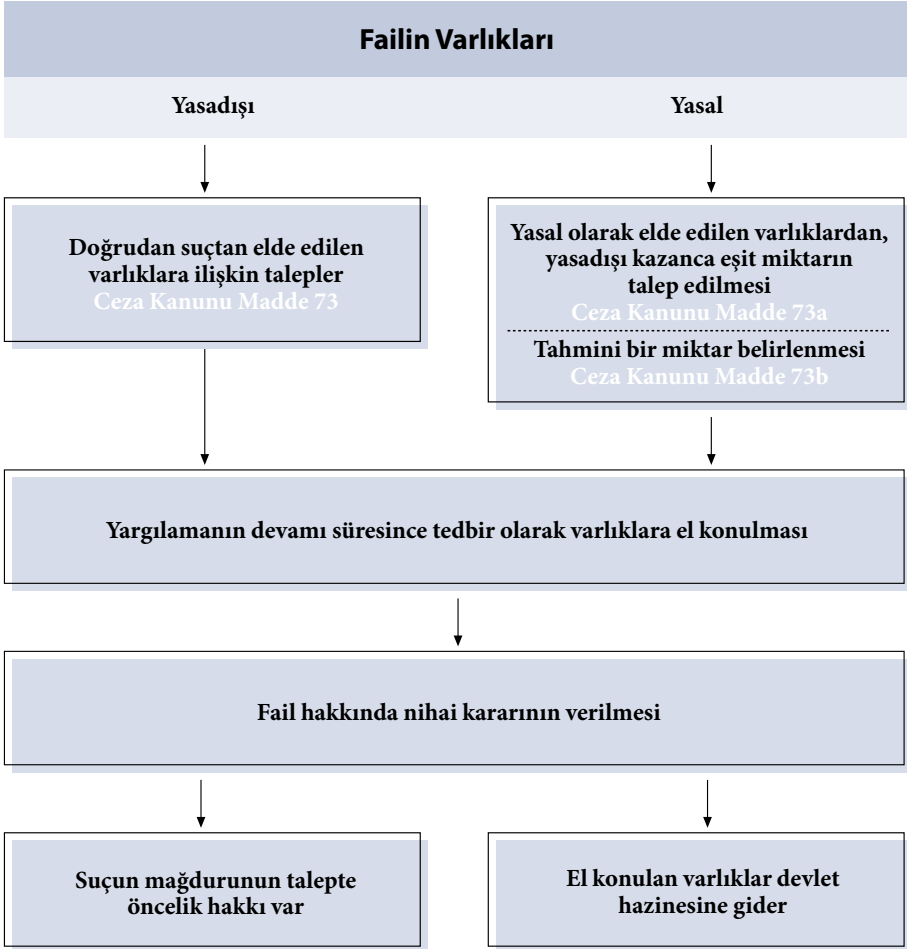 Failin Varlıkları
Yasadışı
Yasal
Doğrudan suçtan elde edilen
varlıklara ilişkin talepler
Ceza Kanunu Madde 73
Yasal olarak elde edilen varlıklardan,
yasadışı kazanca eşit miktarın
talep edilmesi
Ceza Kanunu Madde 73a
Tahmini bir miktar belirlenmesi
Ceza Kanunu Madde 73b
Yargılamanın devamı süresince tedbir olarak varlıklara el konulması
Fail hakkında nihai kararının verilmesi
Suçun mağdurunun talepte
öncelik hakkı var
El konulan varlıklar devlet
hazinesine gider